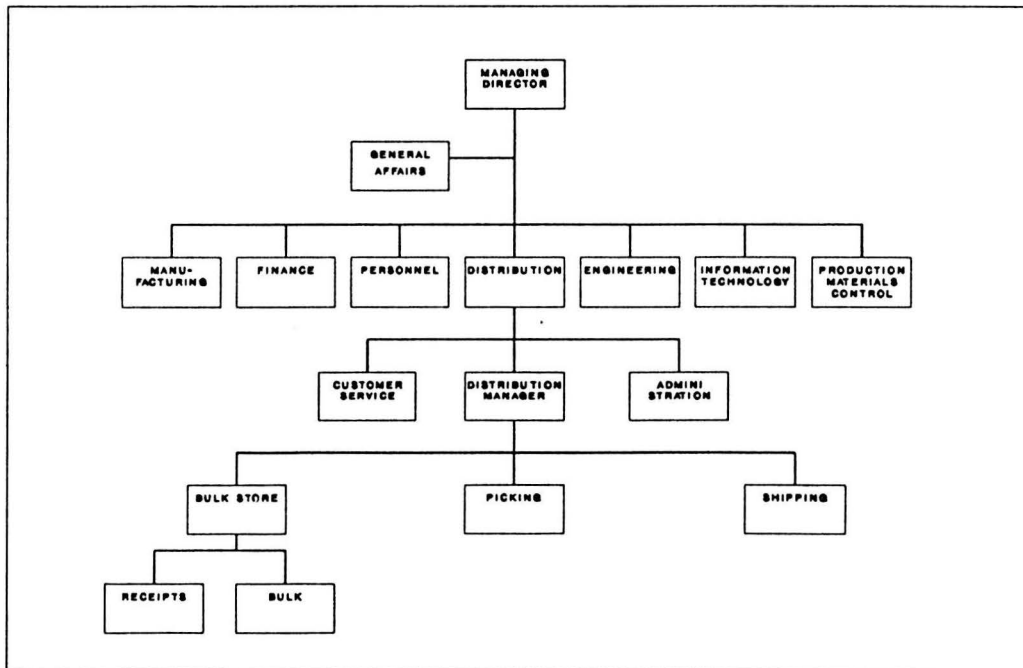 MANAGING
DIRECTOR
GENERAL
AFFAIRS
MANU-
FACTURING
FINANCE
PERSONNEL
DISTRIBUTION
ENGINEERING
INFORMATION
TECHNOLOGY
PRODUCTION
MATERIALS
CONTROL
CUSTOMER
SERVICE
DISTRIBUTION
MANAGER
ADMINI
STRATION
BULK STORE
PICKING
SHIPPING
RECEIPTS
BULK